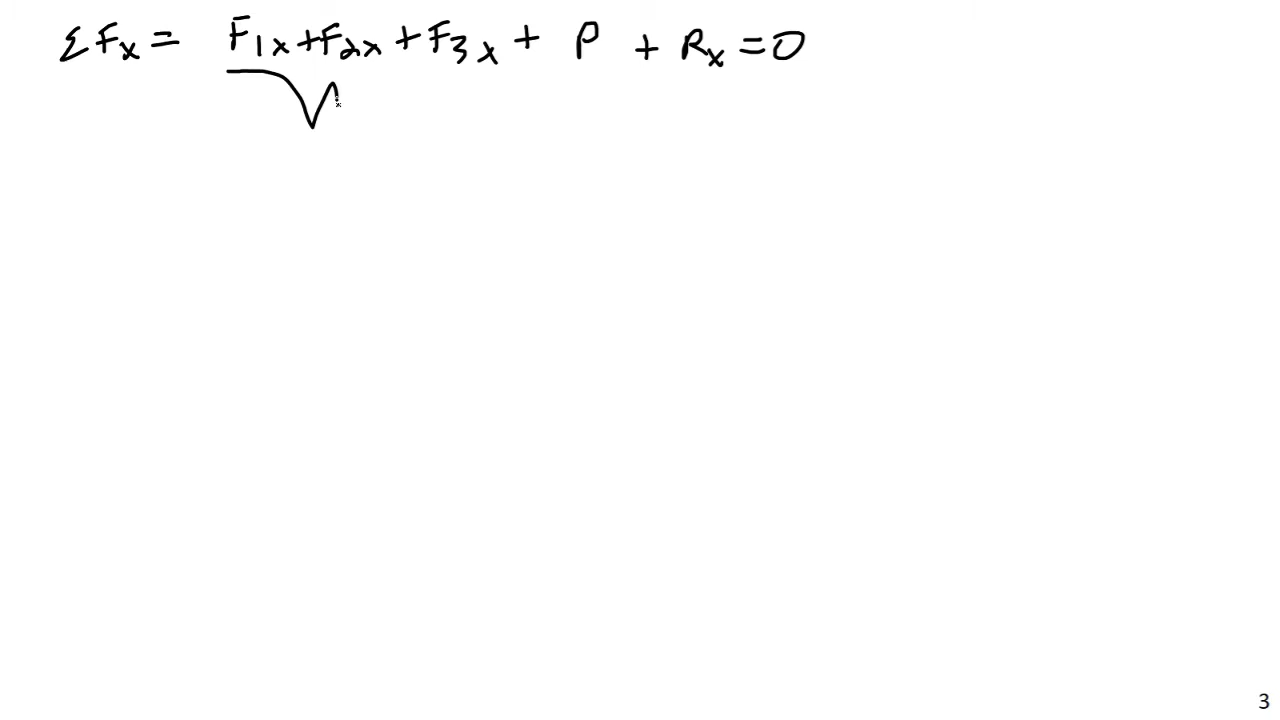 ΣFx = F1x+F2x + F3x + P + Rx = 0
3